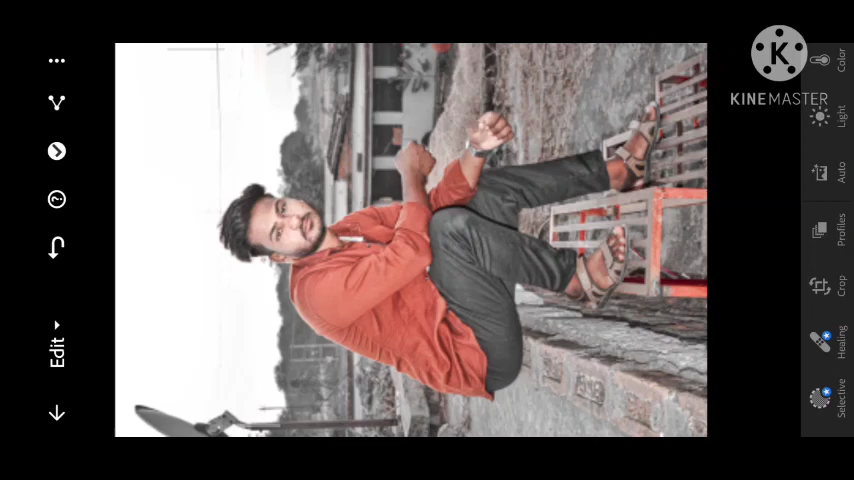 KINEMASTER
Edit
Selective
Healing
Crop
Profiles
Auto
Light
Color